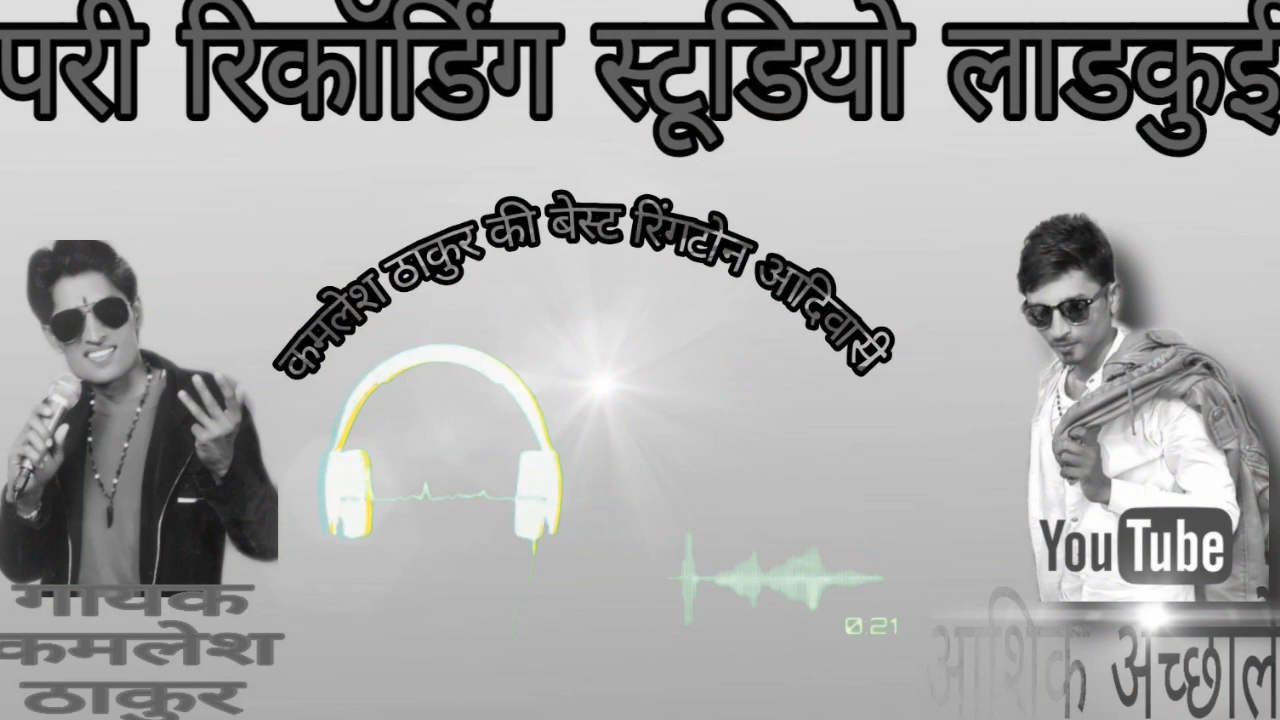 परी रिकॉर्डिंग स्टूडियो लाडकुई
कमलेश ठाकुर की बेस्ट रिंगटोन आदिवासी
YouTube
0.21
गायक
कमलेश
ठाकुर
आशिक अच्छाले